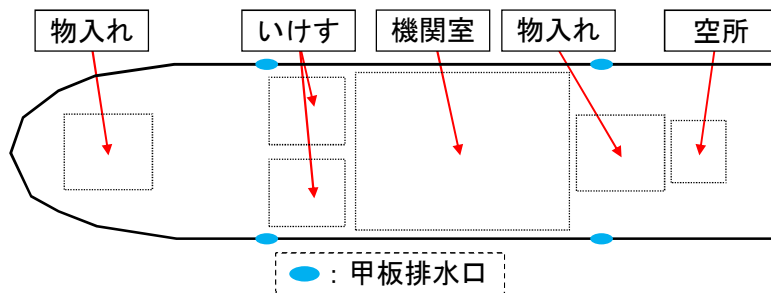 物入れ
いけす
機関室
物入れ
空所
：甲板排水口